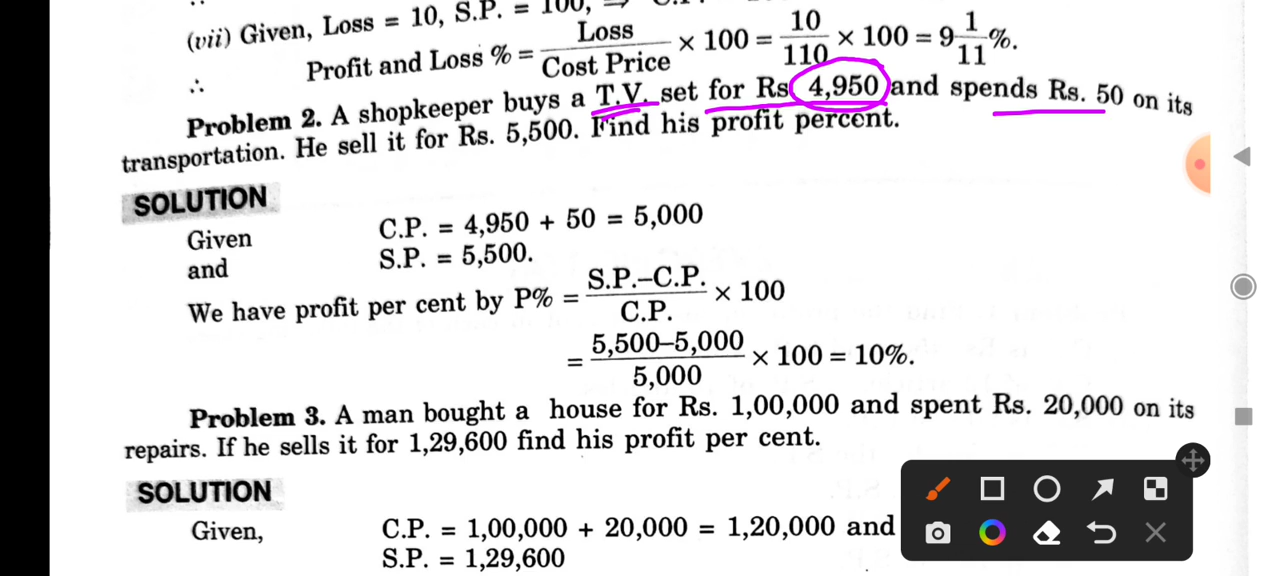 (vii) Given, Loss = 10, S.P. = 100,
∴ Profit and Loss % = Loss / Cost Price × 100 = 10 / 110 × 100 = 9 1/11 %.
Problem 2. A shopkeeper buys a T.V. set for Rs 4,950 and spends Rs. 50 on its
transportation. He sell it for Rs. 5,500. Find his profit percent.
SOLUTION
Given C.P. = 4,950 + 50 = 5,000
and S.P. = 5,500.
We have profit per cent by P% = S.P.–C.P. / C.P. × 100
= 5,500–5,000 / 5,000 × 100 = 10%.
Problem 3. A man bought a house for Rs. 1,00,000 and spent Rs. 20,000 on its
repairs. If he sells it for 1,29,600 find his profit per cent.
SOLUTION
Given, C.P. = 1,00,000 + 20,000 = 1,20,000 and
S.P. = 1,29,600